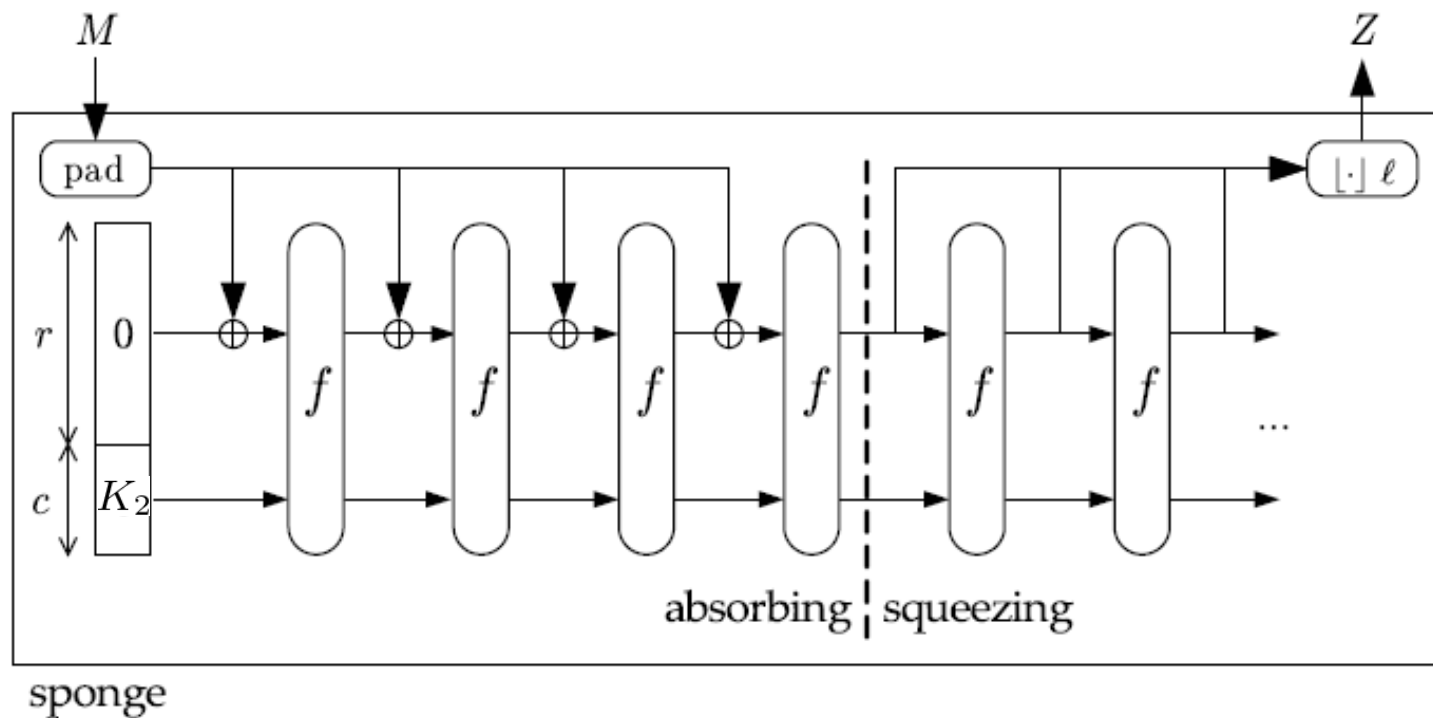 M
Z
pad
⌊·⌋ ℓ
r
0
f
f
f
f
f
f
...
c
K₂
absorbing
squeezing
sponge